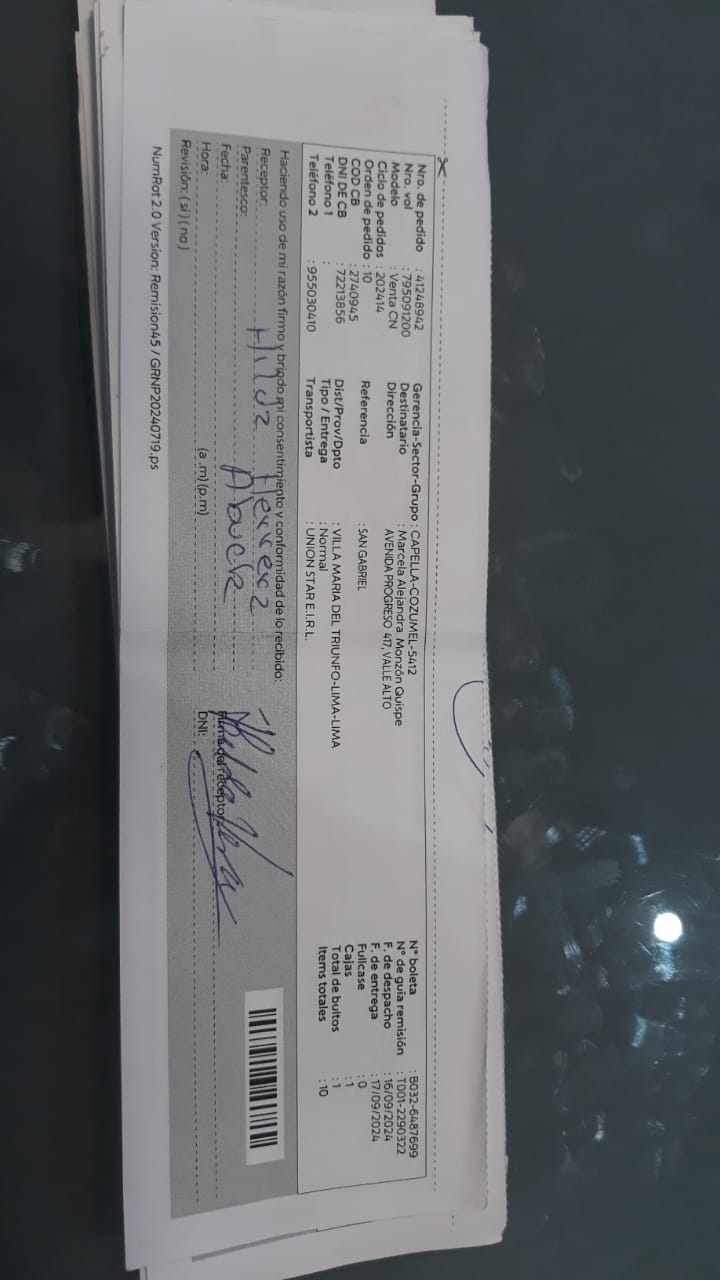 Nro. de pedido : 41248942
Nro. vol : 795091200
Modelo : Venta CN
Ciclo de pedidos : 202414
Orden de pedido : 10
COD CB : 2740945
DNI DE CB : 72213856
Teléfono 1 :
Teléfono 2 : 955030410
Gerencia-Sector-Grupo : CAPELLA-COZUMEL-5412
Destinatario : Marcela Alejandra Monzón Quispe
Dirección AVENIDA PROGRESO 417, VALLE ALTO
Referencia : SAN GABRIEL
Dist/Prov/Dpto : VILLA MARIA DEL TRIUNFO-LIMA-LIMA
Tipo / Entrega : Normal
Transportista : UNION STAR E.I.R.L.
N° boleta : B032-6487699
N° de guía remisión : T001-2290322
F. de despacho : 16/09/2024
F. de entrega : 17/09/2024
Fullcase : 0
Cajas : 1
Total de bultos : 1
Items totales : 10
Haciendo uso de mi razón firmo y brindo mi consentimiento y conformidad de lo recibido:
Receptor: Hilda
Parentesco:
Fecha:
Hora: (a .m) (p.m)
Firma del receptor
DNI:
Revisión: ( si ) ( no )
NumRot 2.0 Version: Remision45 / GRNP20240719.ps